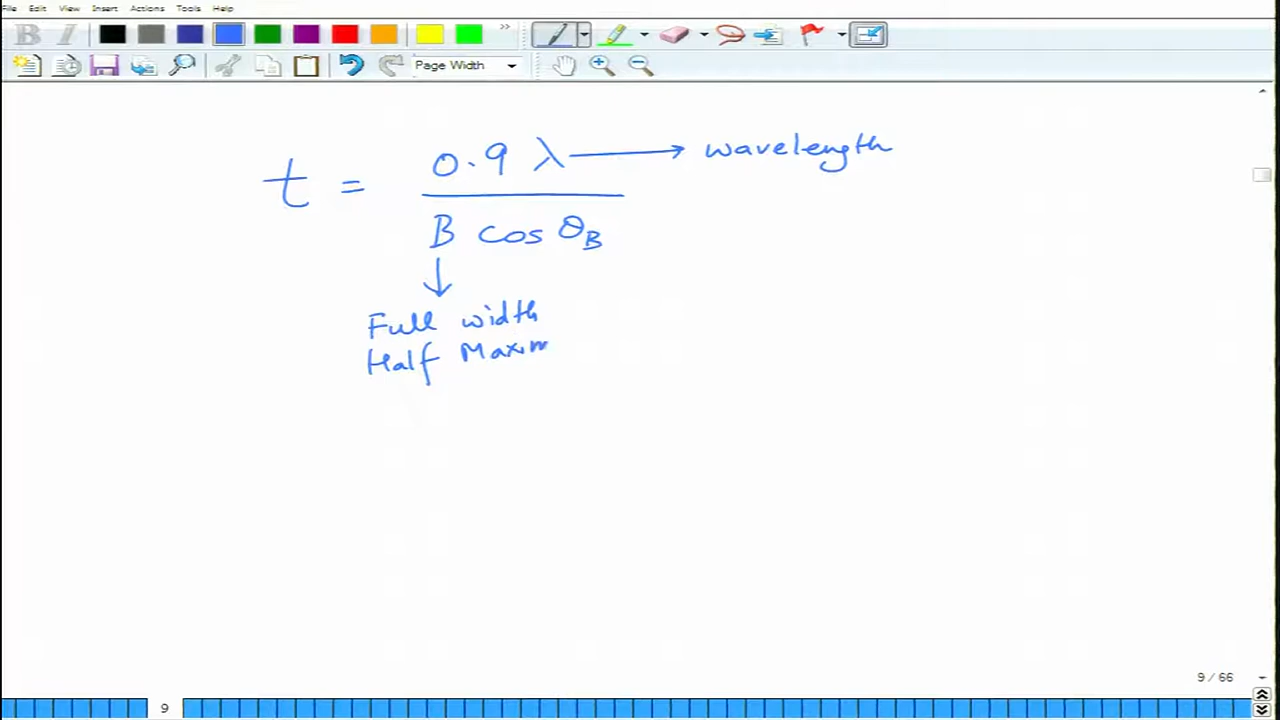 File Edit View Insert Actions Tools Help
B I
Page Width
t = 0.9 λ → wavelength
B cos θB
Full width
Half Maxim
9 / 66
9